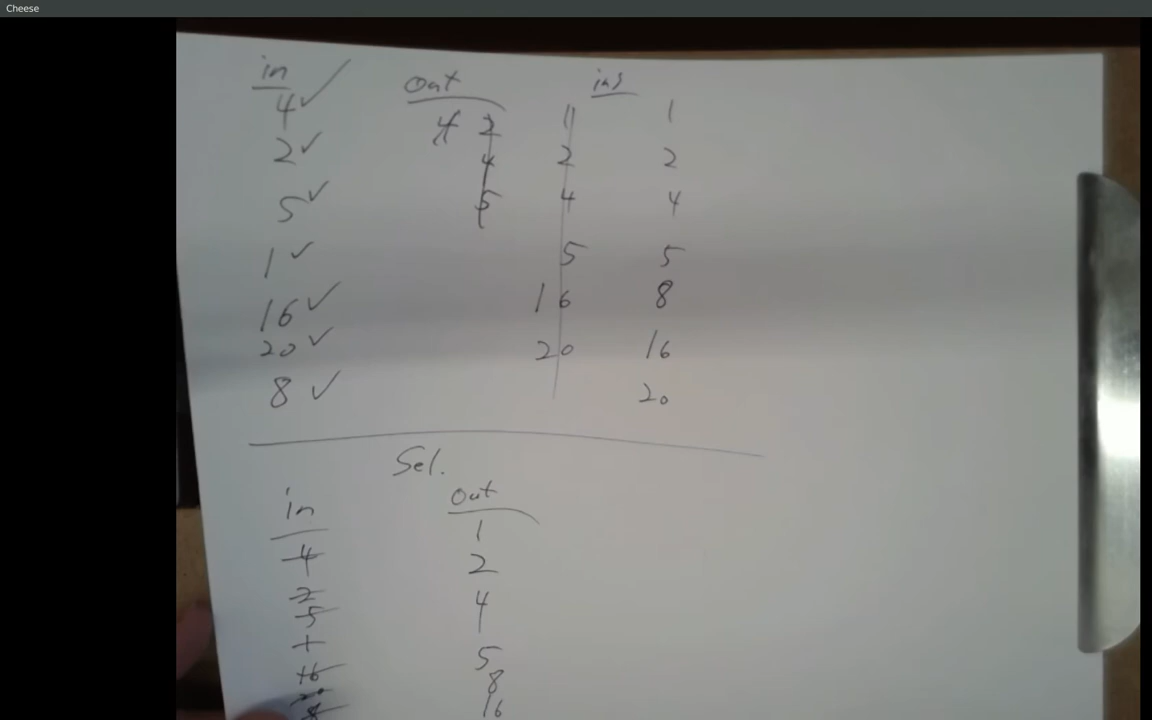 Cheese
in ✓ Out ins
4 4 2 1 1
2 ✓ 4 2 2
5 ✓ 5 4 4
1 ✓ 5 5
16 ✓ 16 8
20 ✓ 20 16
8 ✓ 20
Sel.
in Out
4 1
2 2
5 4
1 5
16 8
20 16
8